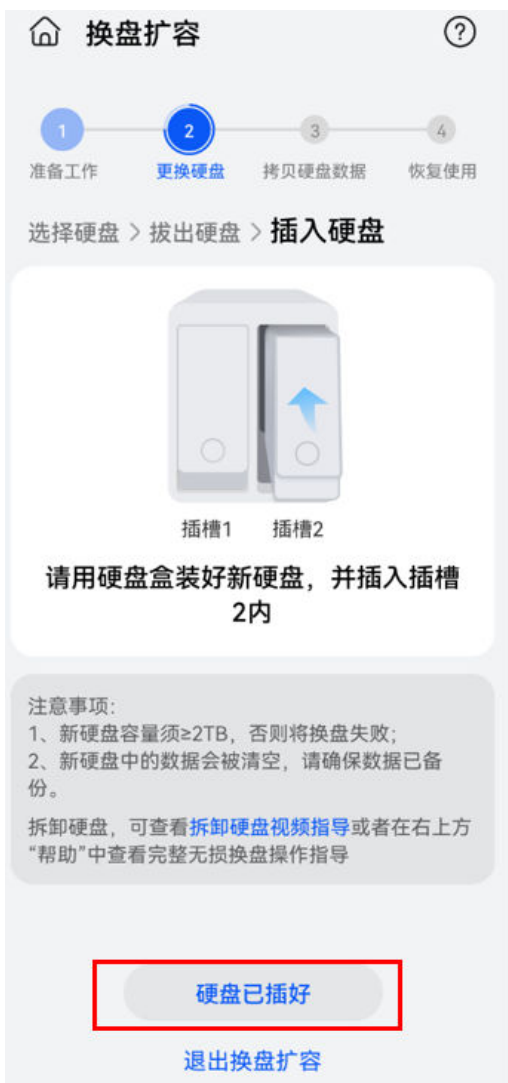 换盘扩容
?
1
2
3
4
准备工作
更换硬盘
拷贝硬盘数据
恢复使用
选择硬盘 > 拔出硬盘 > 插入硬盘
插槽1 插槽2
请用硬盘盒装好新硬盘，并插入插槽
2内
注意事项:
1、新硬盘容量须≥2TB，否则将换盘失败;
2、新硬盘中的数据会被清空，请确保数据已备
份。
拆卸硬盘，可查看拆卸硬盘视频指导或者在右上方
“帮助”中查看完整无损换盘操作指导
硬盘已插好
退出换盘扩容